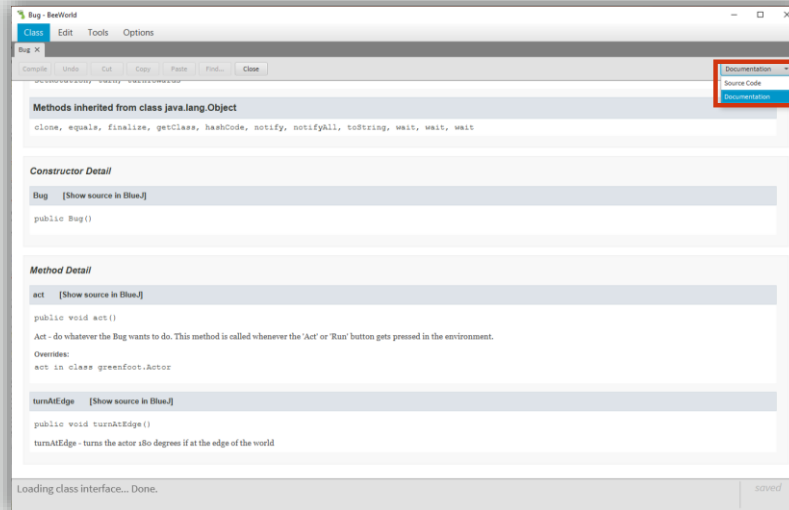 Bug - BeeWorld
Class Edit Tools Options
Bug X
Compile Undo Cut Copy Paste Find... Close Documentation
Source Code
Documentation
Methods inherited from class java.lang.Object
clone, equals, finalize, getClass, hashCode, notify, notifyAll, toString, wait, wait, wait
Constructor Detail
Bug [Show source in BlueJ]
public Bug()
Method Detail
act [Show source in BlueJ]
public void act()
Act - do whatever the Bug wants to do. This method is called whenever the 'Act' or 'Run' button gets pressed in the environment.
Overrides:
act in class greenfoot.Actor
turnAtEdge [Show source in BlueJ]
public void turnAtEdge()
turnAtEdge - turns the actor 180 degrees if at the edge of the world
Loading class interface... Done.
saved